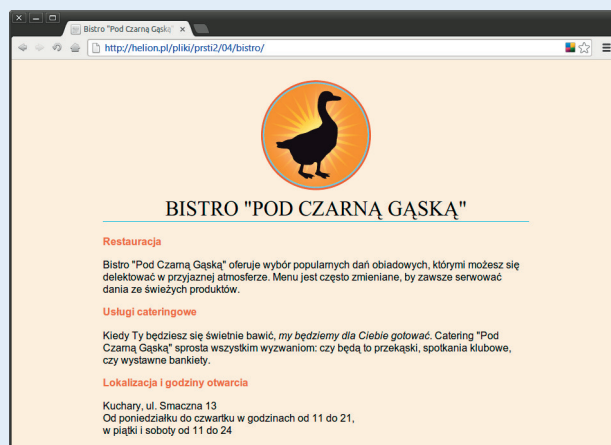 Bistro "Pod Czarną Gąską"
http://helion.pl/pliki/prsti2/04/bistro/
BISTRO "POD CZARNĄ GĄSKĄ"
Restauracja
Bistro "Pod Czarną Gąską" oferuje wybór popularnych dań obiadowych, którymi możesz się
delektować w przyjaznej atmosferze. Menu jest często zmieniane, by zawsze serwować
dania ze świeżych produktów.
Usługi cateringowe
Kiedy Ty będziesz się świetnie bawić, my będziemy dla Ciebie gotować. Catering "Pod
Czarną Gąską" sprosta wszystkim wyzwaniom: czy będą to przekąski, spotkania klubowe,
czy wystawne bankiety.
Lokalizacja i godziny otwarcia
Kuchary, ul. Smaczna 13
Od poniedziałku do czwartku w godzinach od 11 do 21,
w piątki i soboty od 11 do 24